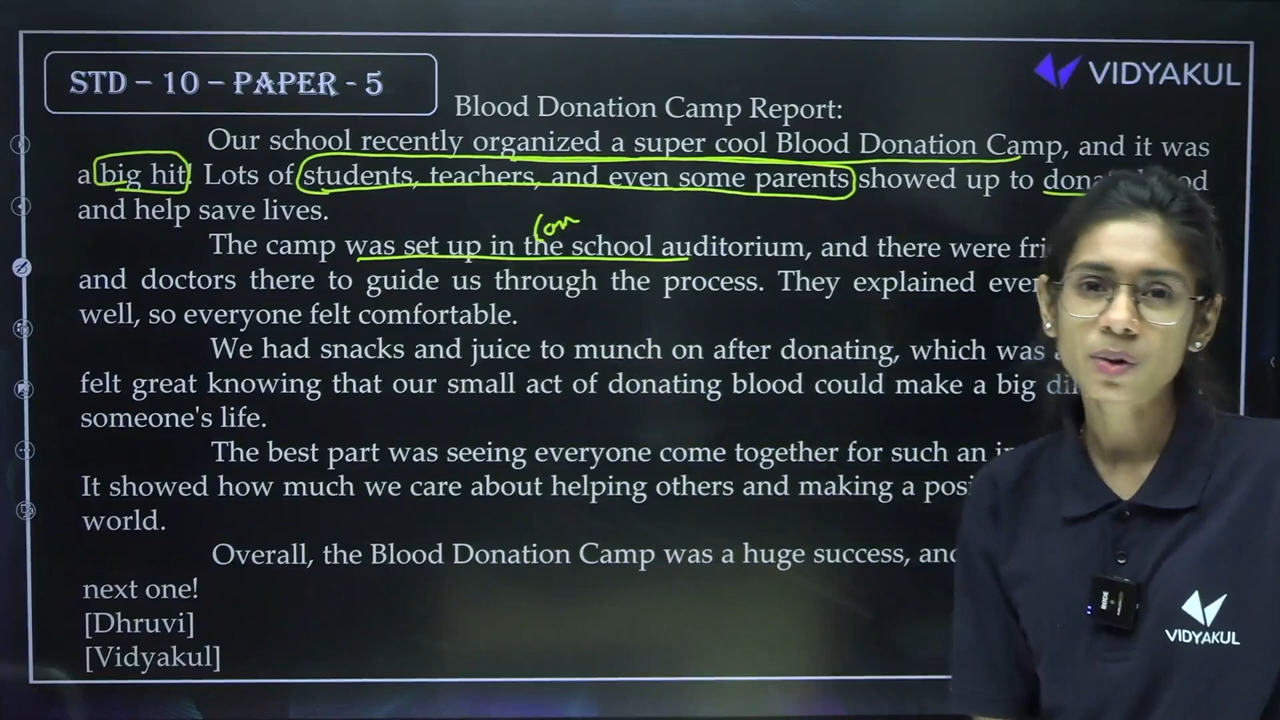 STD – 10 – PAPER - 5
VIDYAKUL
Blood Donation Camp Report:
Our school recently organized a super cool Blood Donation Camp, and it was
a big hit! Lots of students, teachers, and even some parents showed up to
and help save lives.
The camp was set up in the school auditorium, and there were
and doctors there to guide us through the process. They explained
well, so everyone felt comfortable.
We had snacks and juice to munch on after donating, which was
felt great knowing that our small act of donating blood could make a big
someone's life.
The best part was seeing everyone come together for such an
It showed how much we care about helping others and making a
world.
Overall, the Blood Donation Camp was a huge success,
next one!
[Dhruvi]
[Vidyakul]
VIDYAKUL
RODE